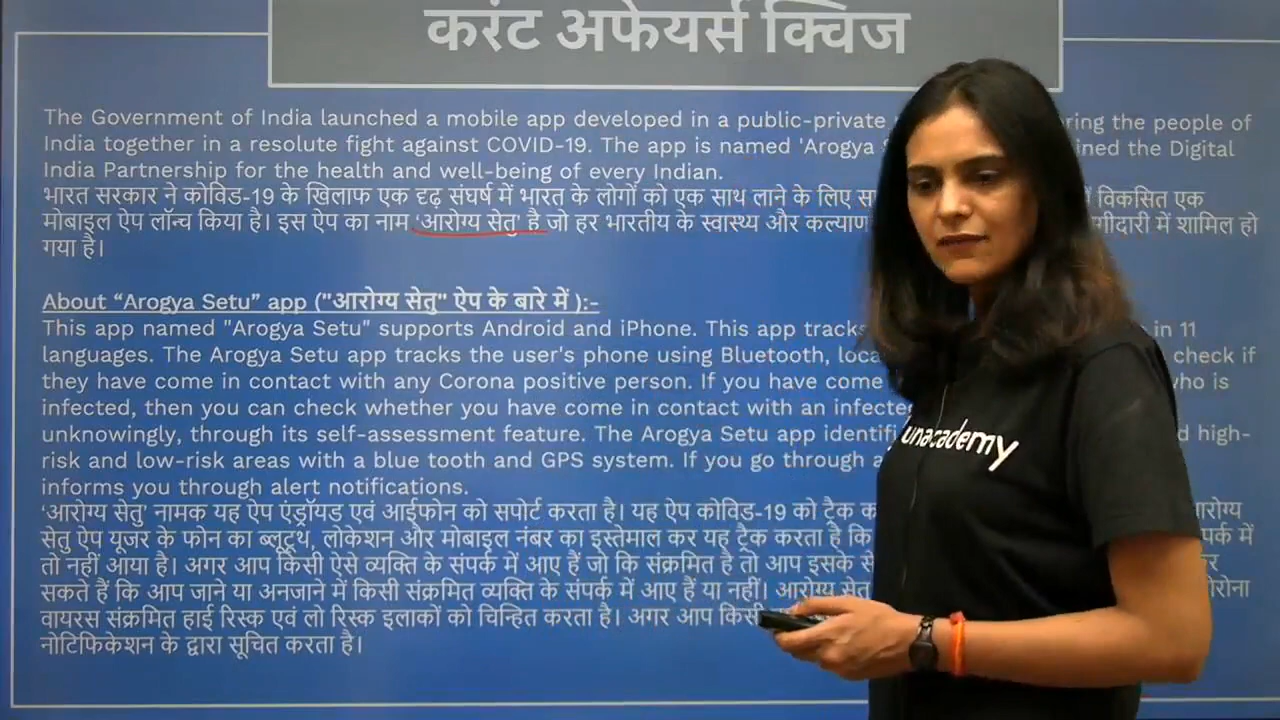 करंट अफेयर्स क्विज
The Government of India launched a mobile app developed in a public-private ring the people of
India together in a resolute fight against COVID-19. The app is named 'Arogya ined the Digital
India Partnership for the health and well-being of every Indian.
भारत सरकार ने कोविड-19 के खिलाफ एक दृढ़ संघर्ष में भारत के लोगों को एक साथ लाने के लिए विकसित एक
मोबाइल ऐप लॉन्च किया है। इस ऐप का नाम 'आरोग्य सेतु' है जो हर भारतीय के स्वास्थ्य और कल्याण गीदारी में शामिल हो
गया है।
About “Arogya Setu” app ("आरोग्य सेतु" ऐप के बारे में ):-
This app named "Arogya Setu" supports Android and iPhone. This app tracks in 11
languages. The Arogya Setu app tracks the user's phone using Bluetooth, loca check if
they have come in contact with any Corona positive person. If you have come who is
infected, then you can check whether you have come in contact with an infecte
unknowingly, through its self-assessment feature. The Arogya Setu app identifi d high-
risk and low-risk areas with a blue tooth and GPS system. If you go through a
informs you through alert notifications.
‘आरोग्य सेतु’ नामक यह ऐप एंड्रॉयड एवं आईफोन को सपोर्ट करता है। यह ऐप कोविड-19 को ट्रैक क ारोग्य
सेतु ऐप यूजर के फोन का ब्लूटूथ, लोकेशन और मोबाइल नंबर का इस्तेमाल कर यह ट्रैक करता है कि पर्क में
तो नहीं आया है। अगर आप किसी ऐसे व्यक्ति के संपर्क में आए हैं जो कि संक्रमित है तो आप इसके से
सकते हैं कि आप जाने या अनजाने में किसी संक्रमित व्यक्ति के संपर्क में आए हैं या नहीं। आरोग्य सेत ोरोना
वायरस संक्रमित हाई रिस्क एवं लो रिस्क इलाकों को चिन्हित करता है। अगर आप किसी
नोटिफिकेशन के द्वारा सूचित करता है।
unacademy